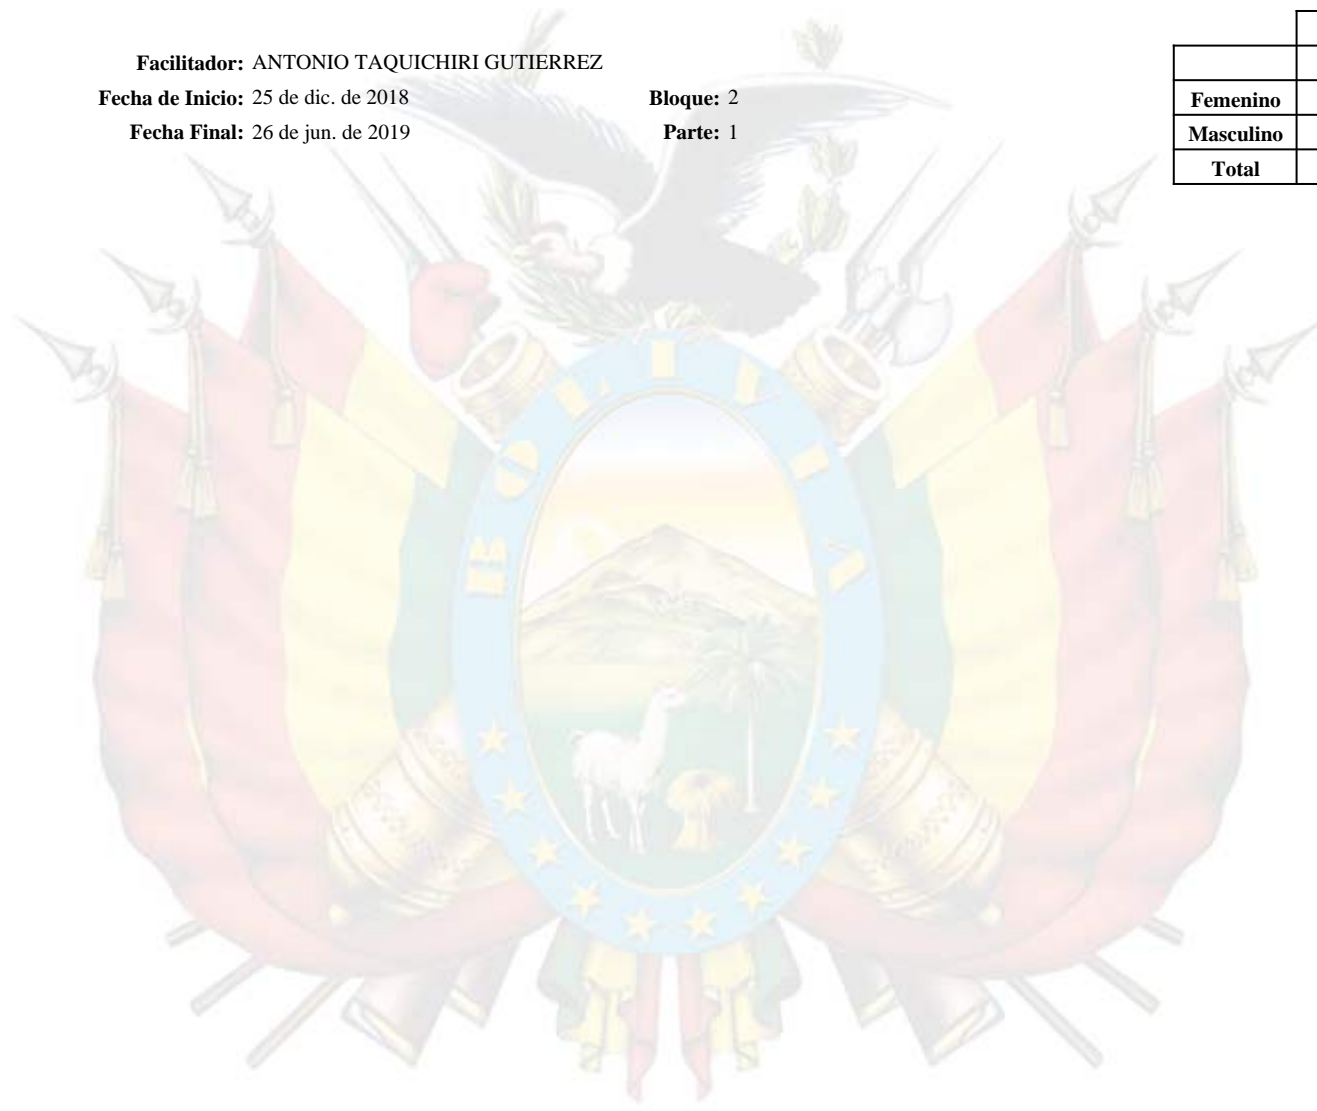 Facilitador: ANTONIO TAQUICHIRI GUTIERREZ
Fecha de Inicio: 25 de dic. de 2018 Bloque: 2
Fecha Final: 26 de jun. de 2019 Parte: 1
Femenino
Masculino
Total
BOLIVIA